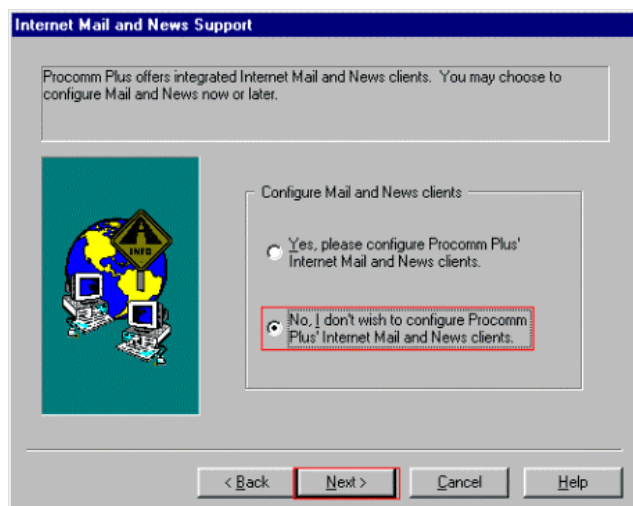 Internet Mail and News Support
Procomm Plus offers integrated Internet Mail and News clients. You may choose to
configure Mail and News now or later.
INFO
Configure Mail and News clients
Yes, please configure Procomm Plus'
Internet Mail and News clients.
No, I don't wish to configure Procomm
Plus' Internet Mail and News clients.
< Back
Next >
Cancel
Help